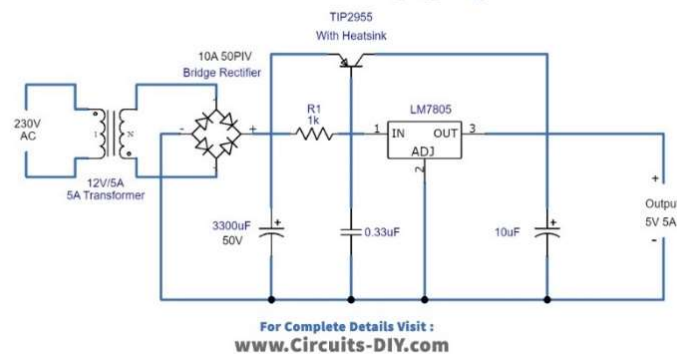 TIP2955
With Heatsink
10A 50PIV
Bridge Rectifier
230V
AC
12V/5A
5A Transformer
-
+
R1
1k
LM7805
1
IN
OUT
3
ADJ
2
3300uF
50V
+
0.33uF
10uF
+
+
Outpu
5V 5A
-
For Complete Details Visit :
www.Circuits-DIY.com